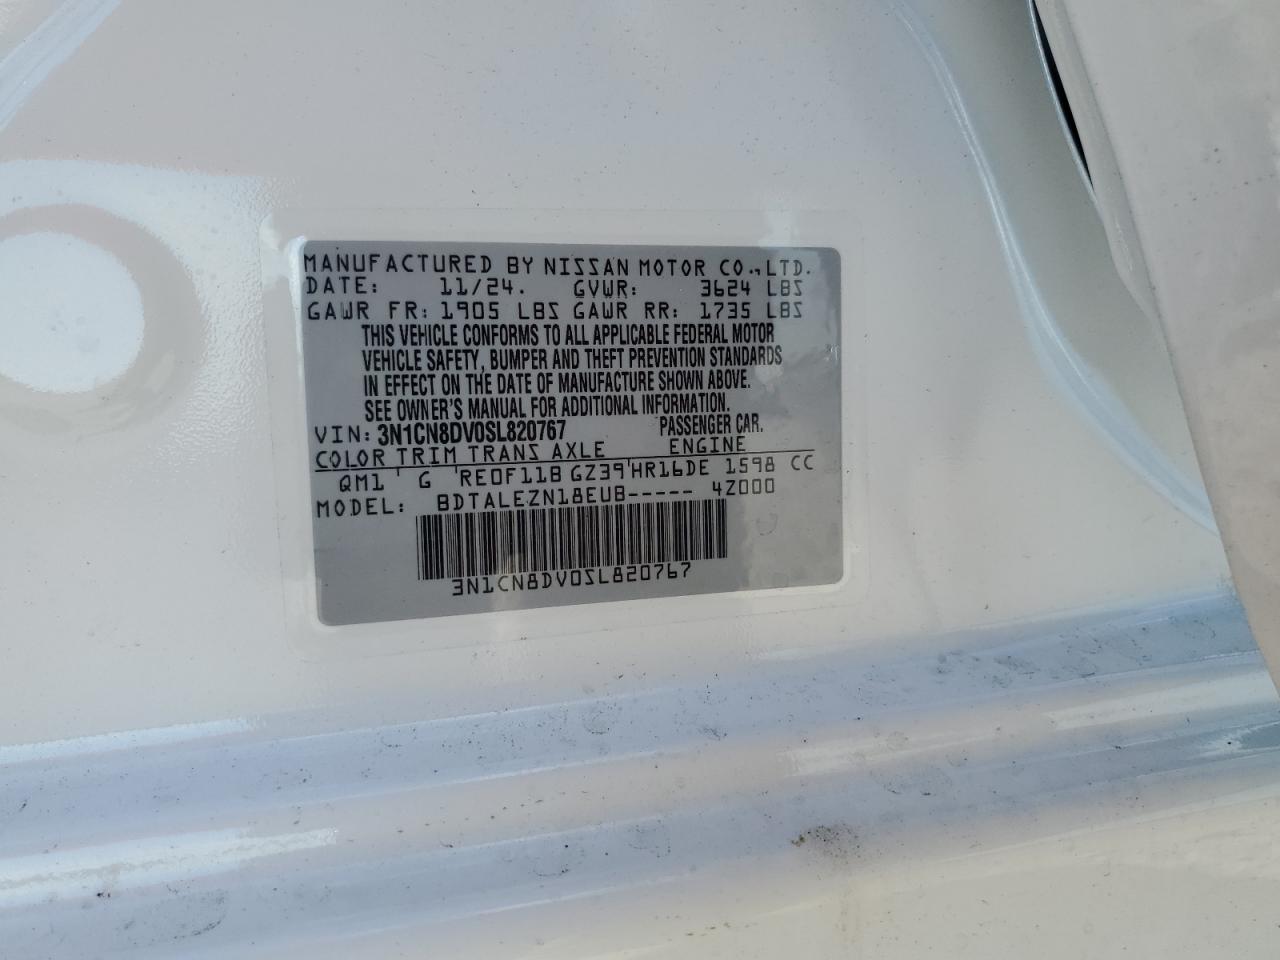 MANUFACTURED BY NISSAN MOTOR CO., LTD.
DATE: 11/24. GVWR: 3624 LBS
GAWR FR: 1905 LBS GAWR RR: 1735 LBS
THIS VEHICLE CONFORMS TO ALL APPLICABLE FEDERAL MOTOR
VEHICLE SAFETY, BUMPER AND THEFT PREVENTION STANDARDS
IN EFFECT ON THE DATE OF MANUFACTURE SHOWN ABOVE.
SEE OWNER'S MANUAL FOR ADDITIONAL INFORMATION.
VIN: 3N1CN8DV0SL820767 PASSENGER CAR.
COLOR TRIM TRANS AXLE ENGINE
QM1 ' G 'RE0F11B GZ39'HR16DE 1598 CC
MODEL: BDTALEZN18EUB----- 4Z000
3N1CN8DV0SL820767